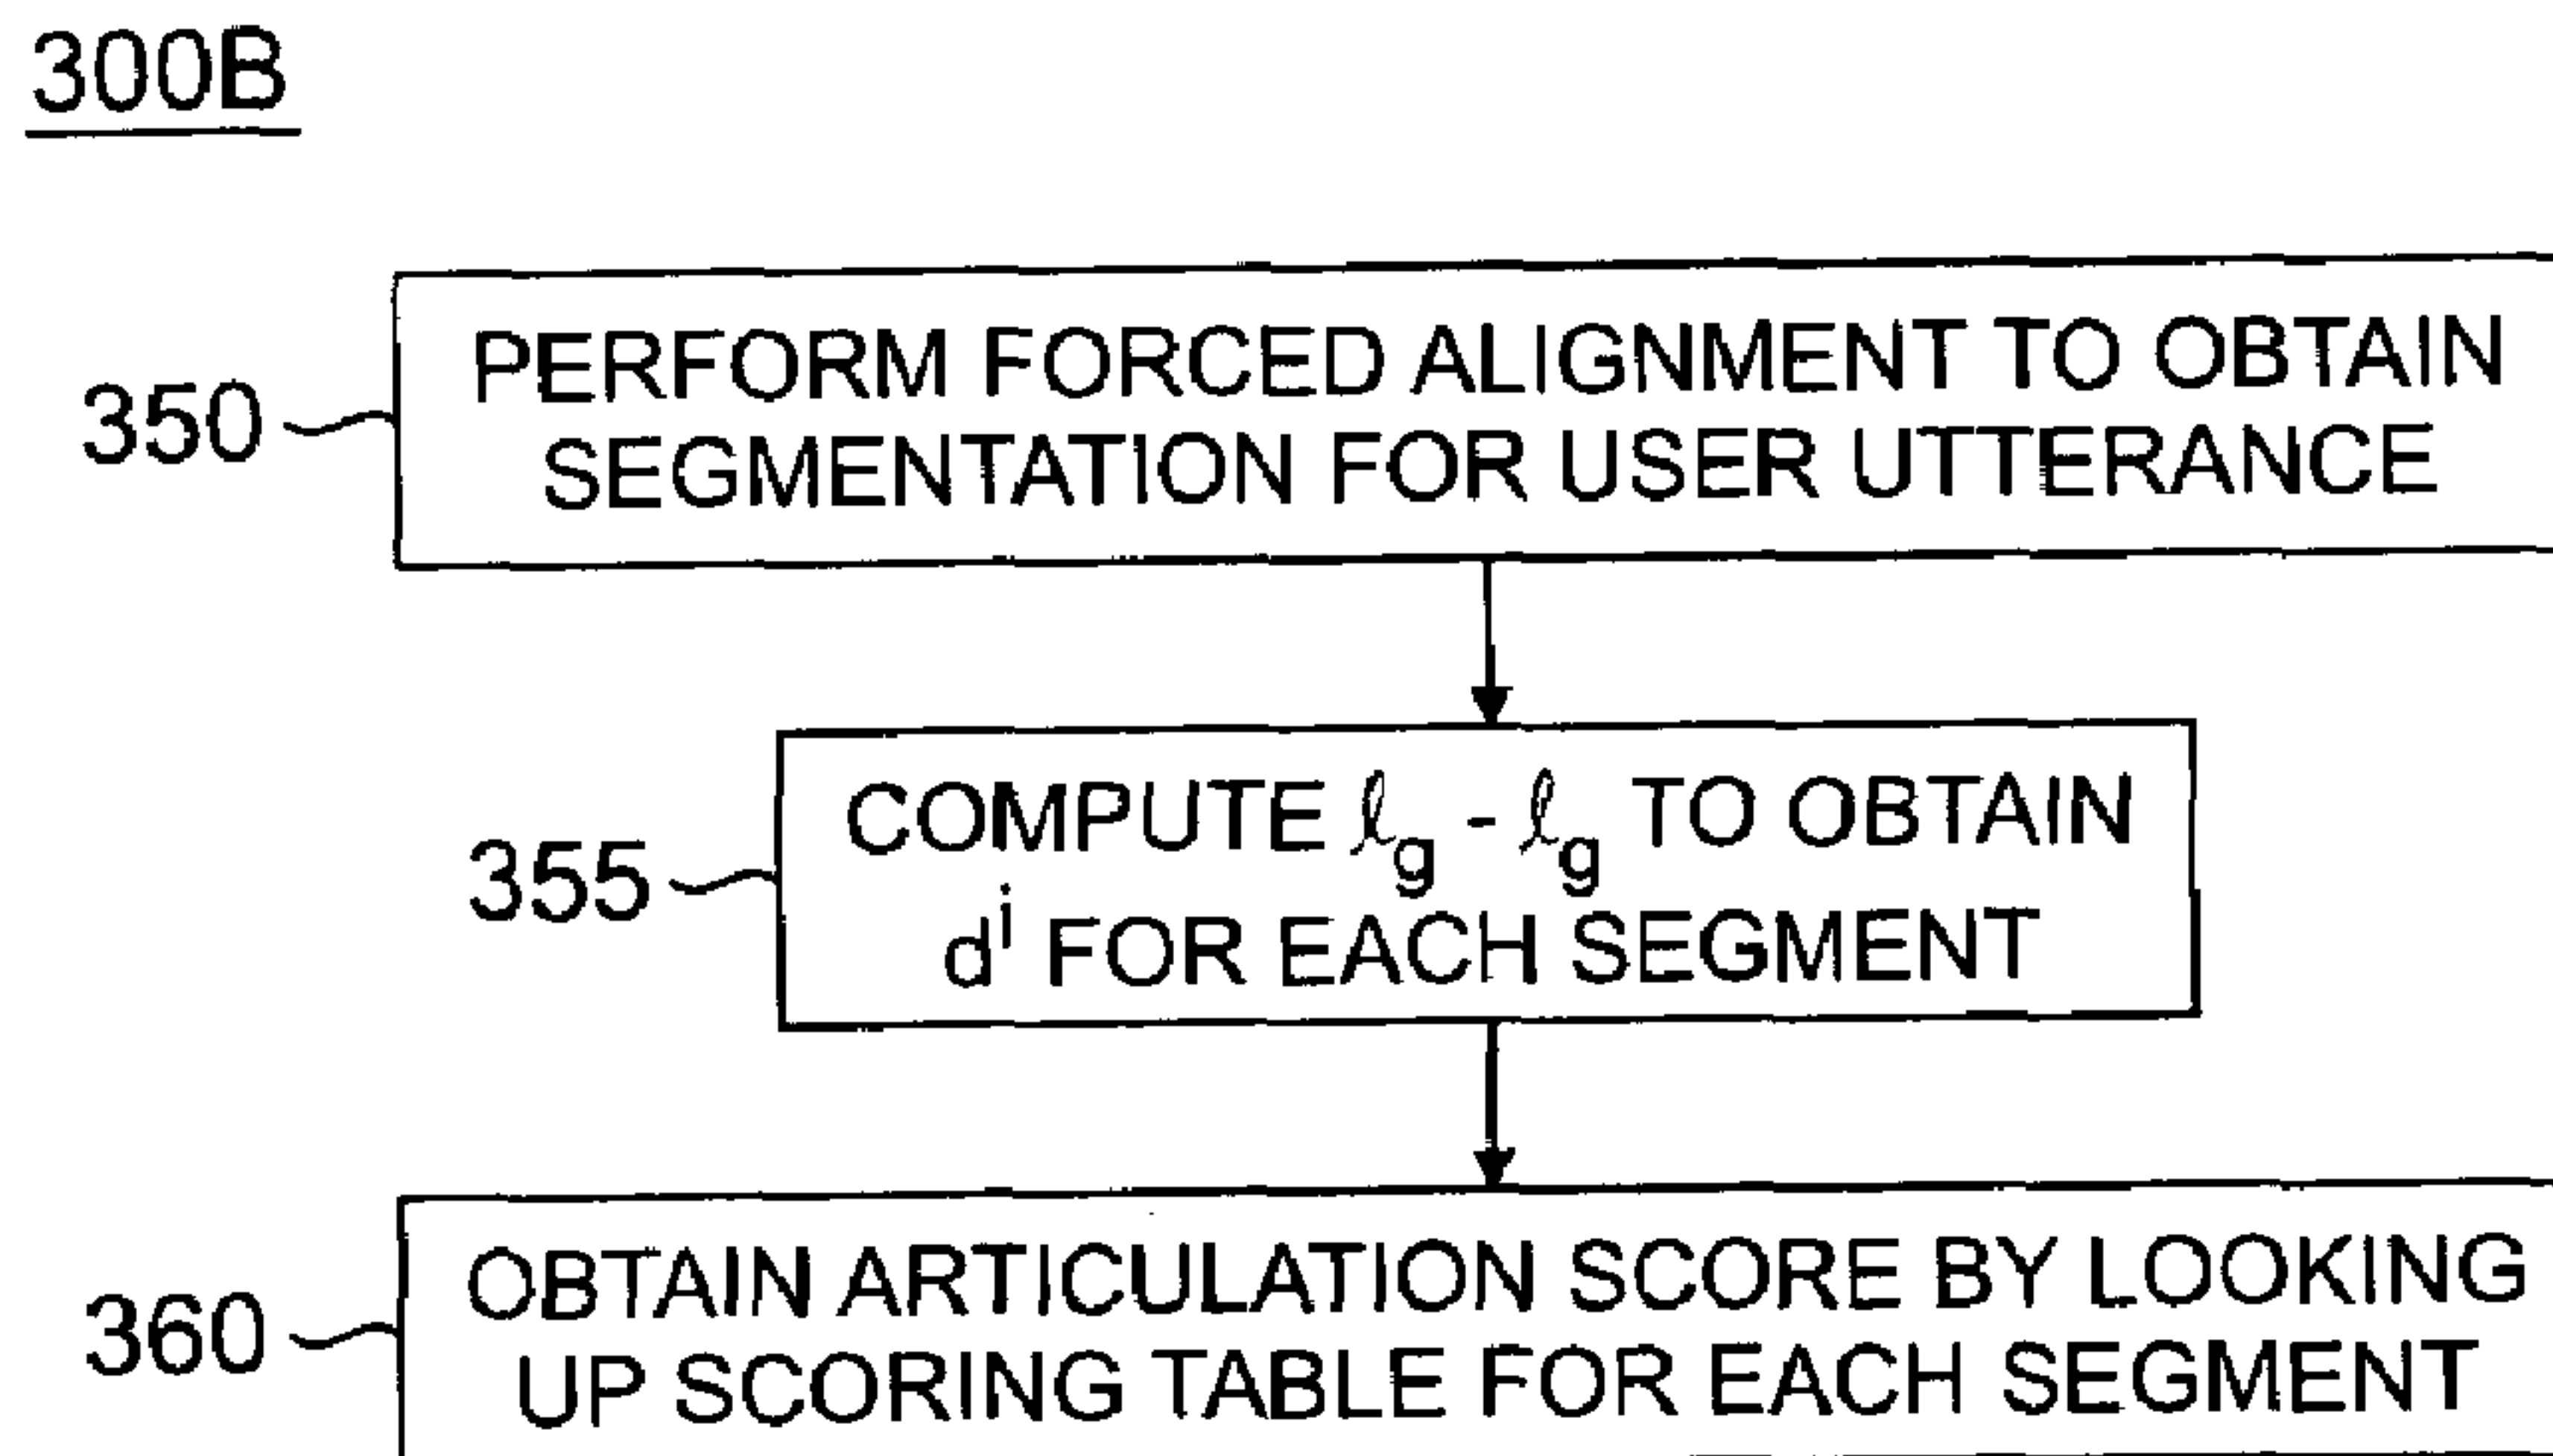 300B
350
PERFORM FORCED ALIGNMENT TO OBTAIN
SEGMENTATION FOR USER UTTERANCE
355
COMPUTE ℓg - ℓg TO OBTAIN
dⁱ FOR EACH SEGMENT
360
OBTAIN ARTICULATION SCORE BY LOOKING
UP SCORING TABLE FOR EACH SEGMENT